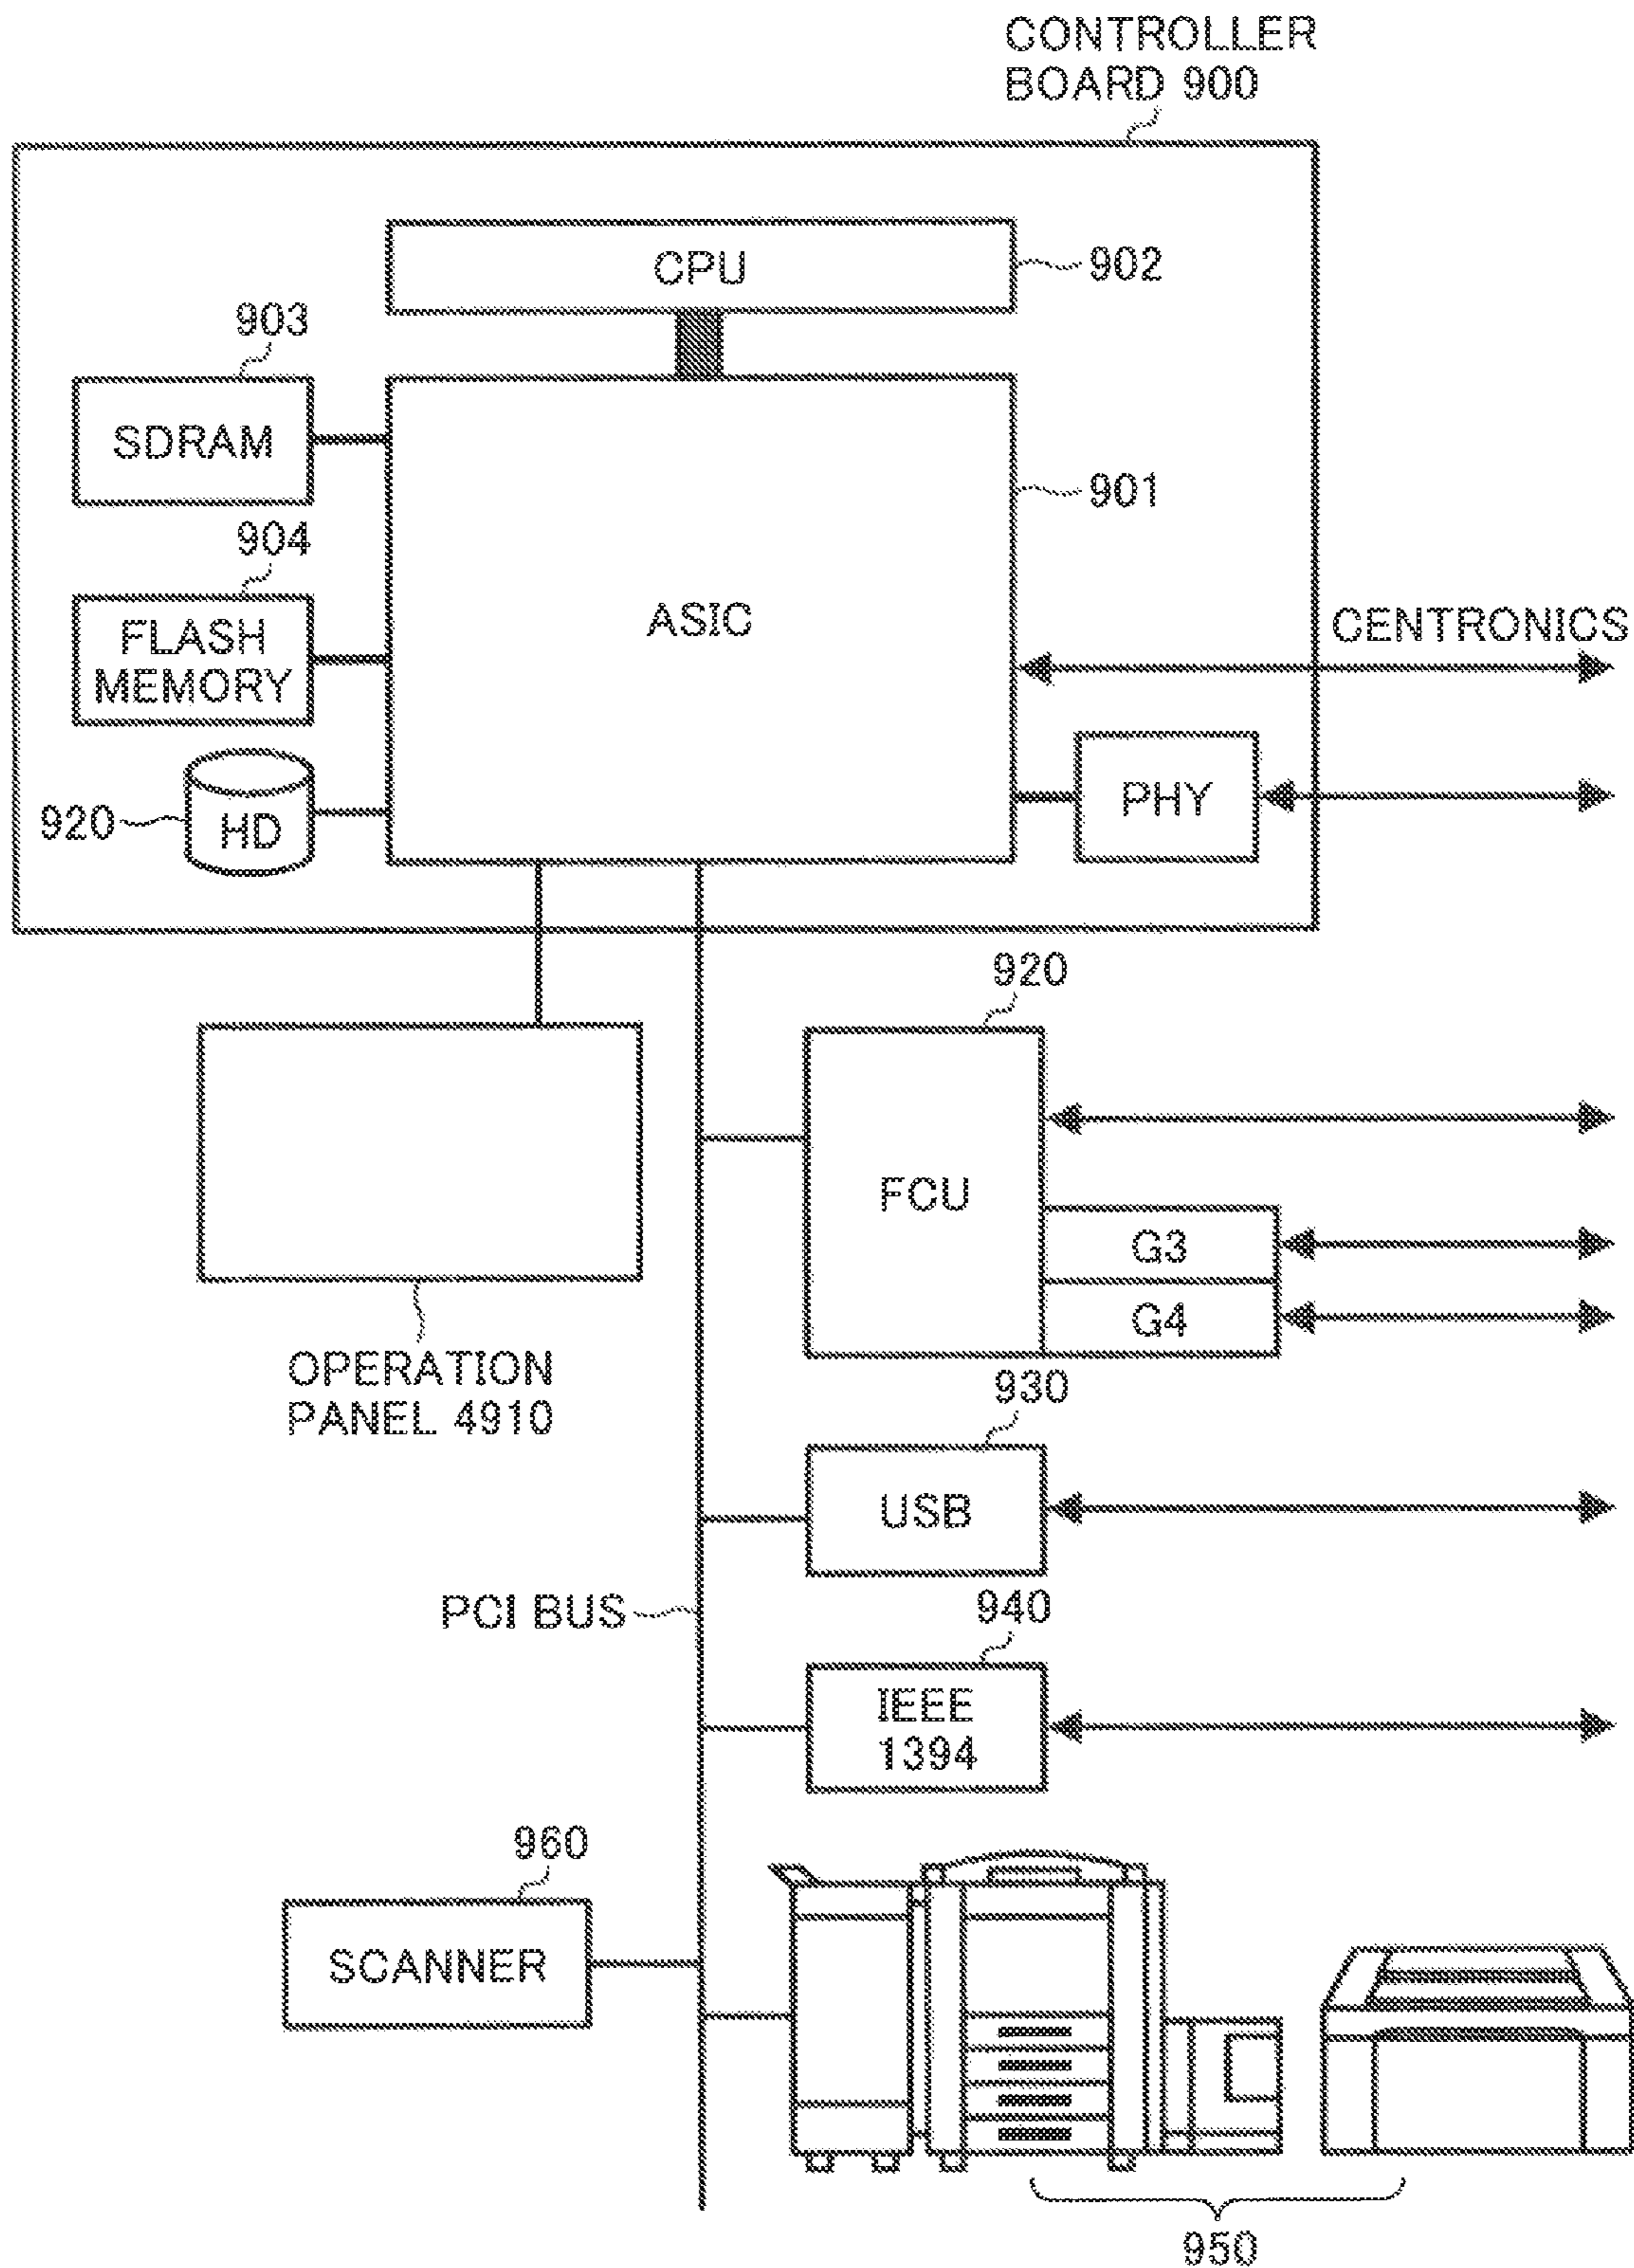 CONTROLLER
BOARD 900
CPU
902
903
SDRAM
901
904
FLASH
MEMORY
ASIC
CENTRONICS
920
HD
PHY
920
FCU
G3
G4
OPERATION
PANEL 4910
930
USB
PCI BUS
940
IEEE
1394
960
SCANNER
950